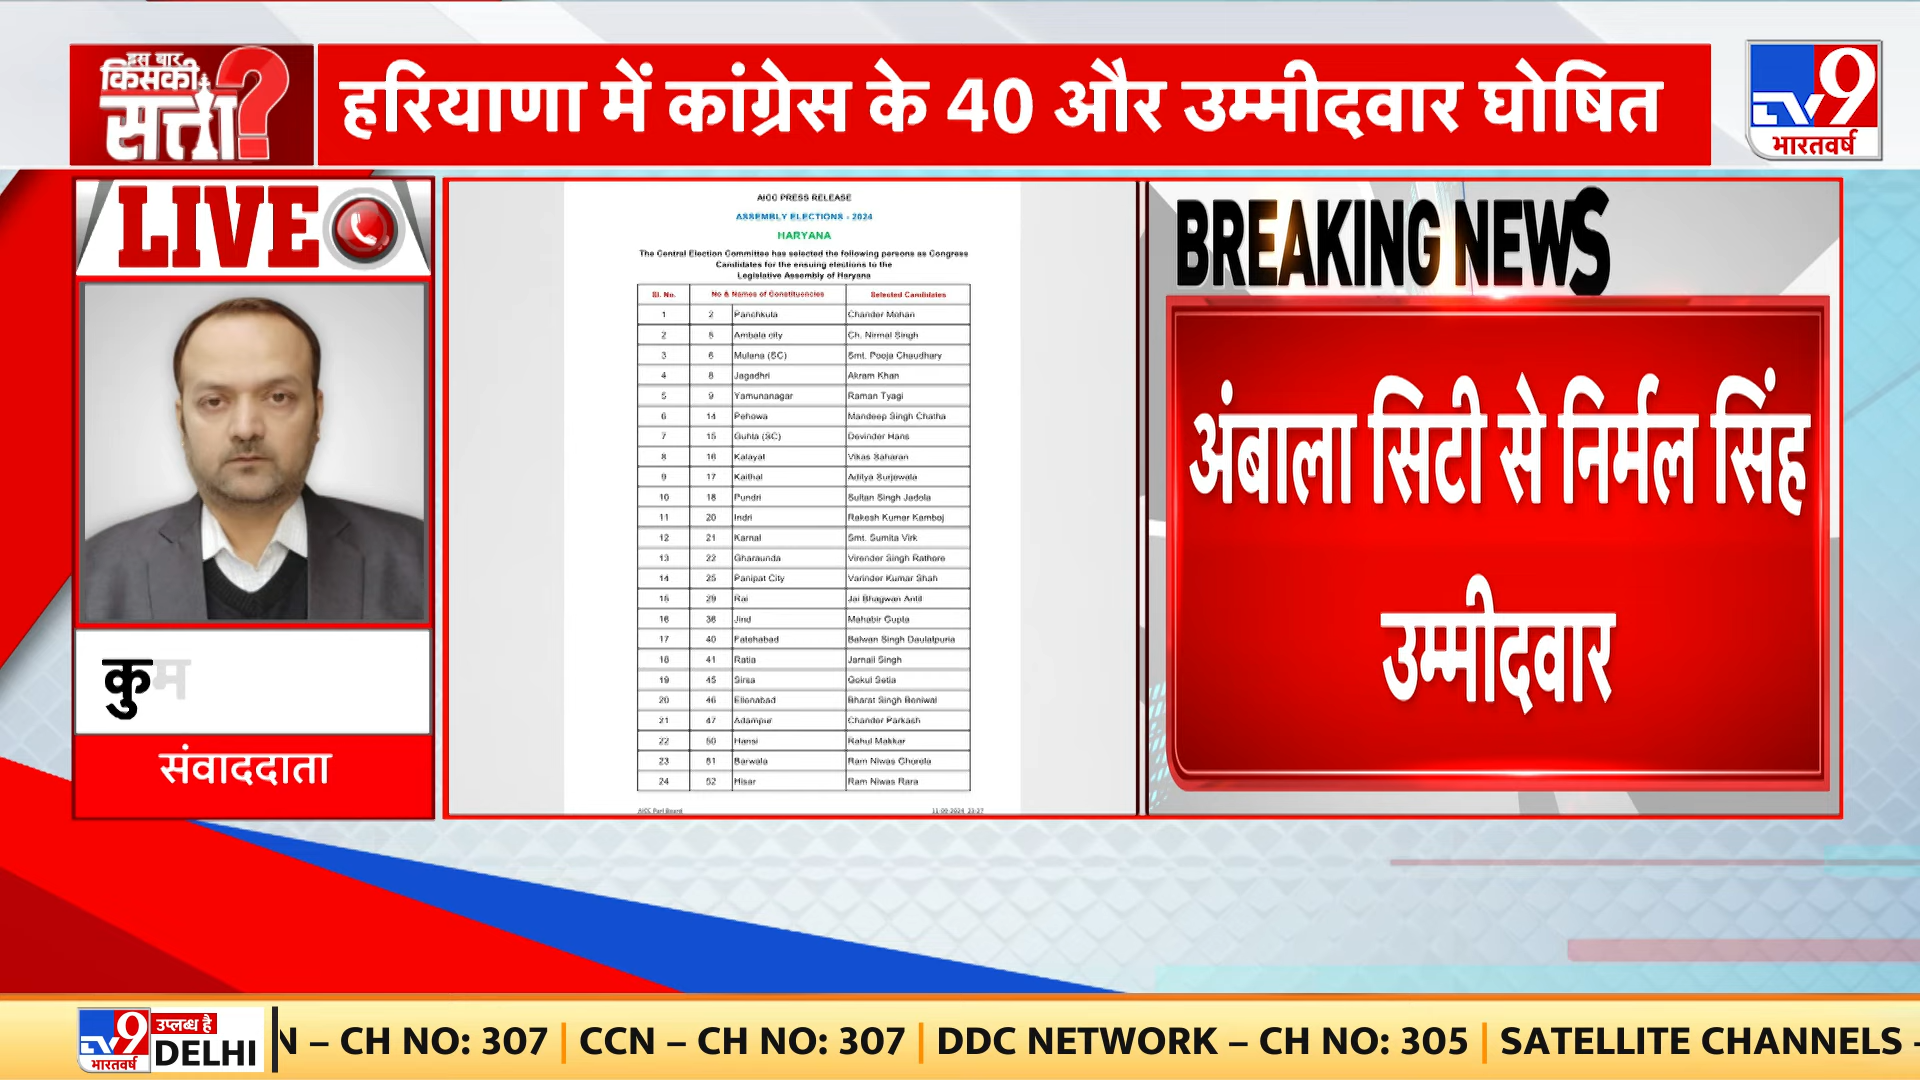 इस बार
किसकी
सत्ता?
हरियाणा में कांग्रेस के 40 और उम्मीदवार घोषित
TV9
भारतवर्ष
LIVE
कुम
संवाददाता
AICC PRESS RELEASE
ASSEMBLY ELECTIONS - 2024
HARYANA
The Central Election Committee has selected the following persons as Congress
Candidates for the ensuing elections to the
Legislative Assembly of Haryana
Sl. No. No & Names of Constituencies Selected Candidates
1 2 Panchkula Chander Mohan
2 5 Ambala city Ch. Nirmal Singh
3 6 Mulana (SC) Smt. Pooja Chaudhary
4 8 Jagadhri Akram Khan
5 9 Yamunanagar Raman Tyagi
6 14 Pehowa Mandeep Singh Chatha
7 15 Guhla (SC) Devinder Hans
8 16 Kalayat Vikas Saharan
9 17 Kaithal Aditya Surjewala
10 18 Pundri Sultan Singh Jadola
11 20 Indri Rakesh Kumar Kamboj
12 21 Karnal Smt. Sumita Virk
13 22 Gharaunda Virender Singh Rathore
14 25 Panipat City Varinder Kumar Shah
15 29 Rai Jai Bhagwan Antil
16 36 Jind Mahabir Gupta
17 40 Fatehabad Balwan Singh Daulatpuria
18 41 Ratia Jarnail Singh
19 45 Sirsa Gokul Setia
20 46 Ellenabad Bharat Singh Beniwal
21 47 Adampur Chander Parkash
22 50 Hansi Rahul Makkar
23 51 Barwala Ram Niwas Ghorela
24 52 Hisar Ram Niwas Rara
AICC Parl Board 11-09-2024 23:27
BREAKING NEWS
अंबाला सिटी से निर्मल सिंह
उम्मीदवार
TV9
भारतवर्ष
उप्लब्ध है
DELHI
N – CH NO: 307 | CCN – CH NO: 307 | DDC NETWORK – CH NO: 305 | SATELLITE CHANNELS -